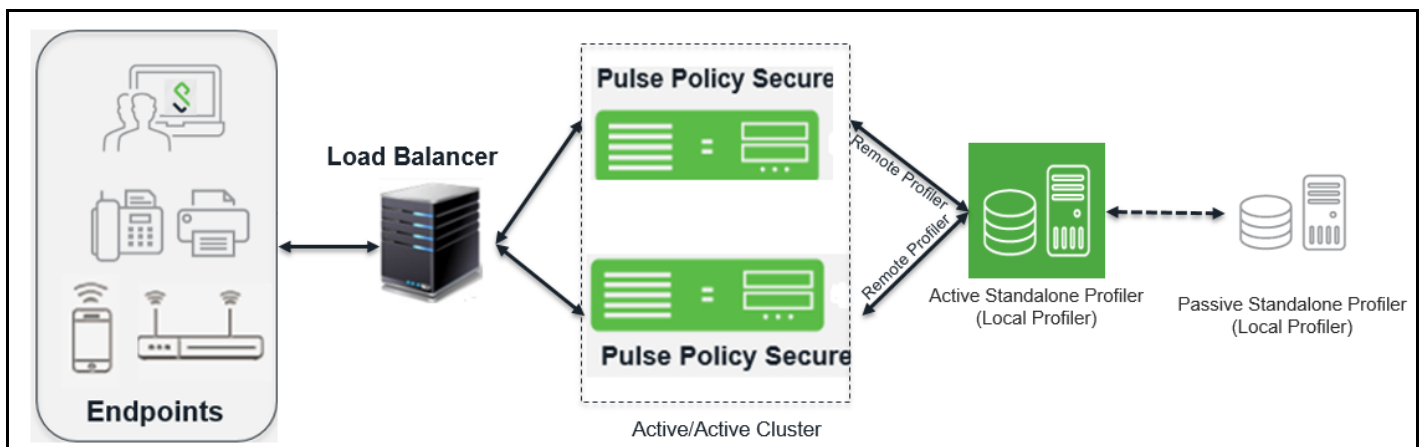 Pulse Policy Secure
Load Balancer
Remote Profiler
Remote Profiler
Active Standalone Profiler
(Local Profiler)
Passive Standalone Profiler
(Local Profiler)
Pulse Policy Secure
Endpoints
Active/Active Cluster